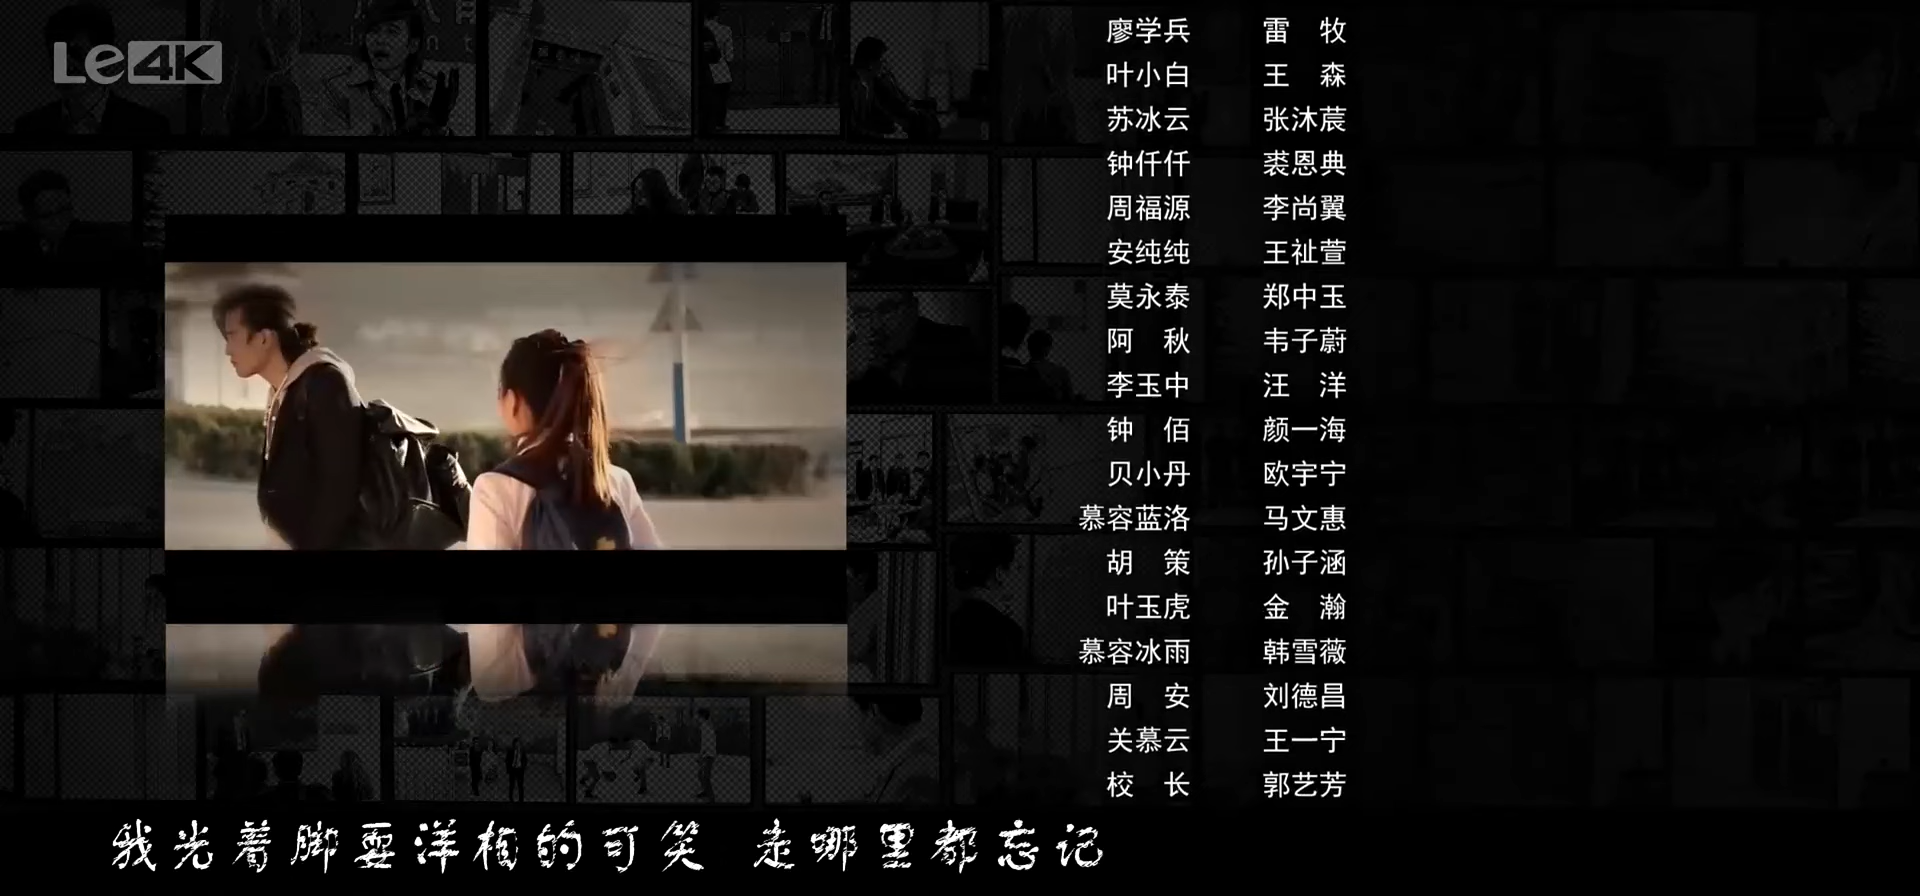 Le4K
廖学兵 雷 牧
叶小白 王 森
苏冰云 张沐莀
钟仟仟 裘恩典
周福源 李尚翼
安纯纯 王祉萱
莫永泰 郑中玉
阿 秋 韦子蔚
李玉中 汪 洋
钟 佰 颜一海
贝小丹 欧宇宁
慕容蓝洛 马文惠
胡 策 孙子涵
叶玉虎 金 瀚
慕容冰雨 韩雪薇
周 安 刘德昌
关慕云 王一宁
校 长 郭艺芳
我光着脚耍洋相的可笑 走哪里都忘记